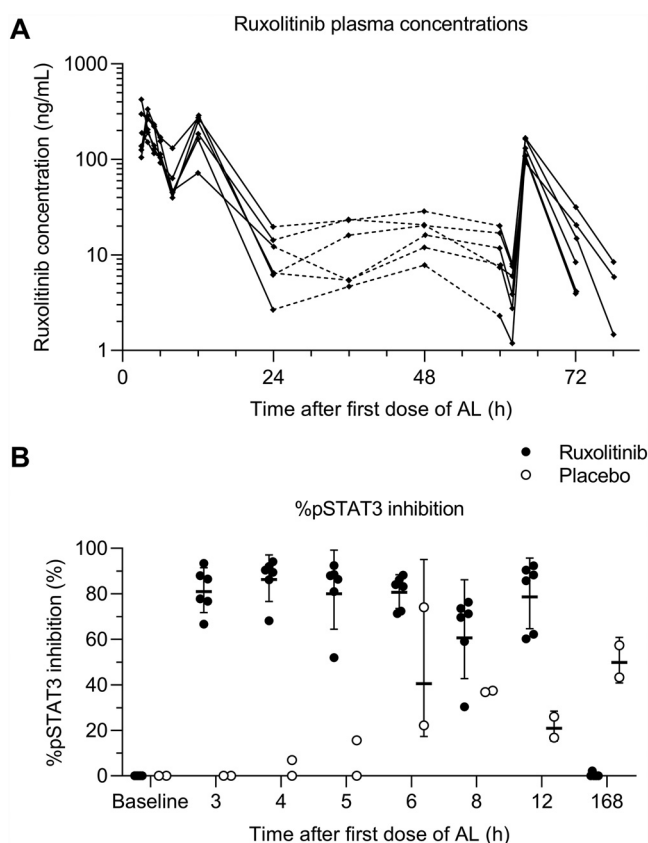 A
Ruxolitinib plasma concentrations
Ruxolitinib concentration (ng/mL)
1000
100
10
1
0 24 48 72
Time after first dose of AL (h)
B
Ruxolitinib
Placebo
%pSTAT3 inhibition
%pSTAT3 inhibition (%)
100
80
60
40
20
0
Baseline 3 4 5 6 8 12 168
Time after first dose of AL (h)